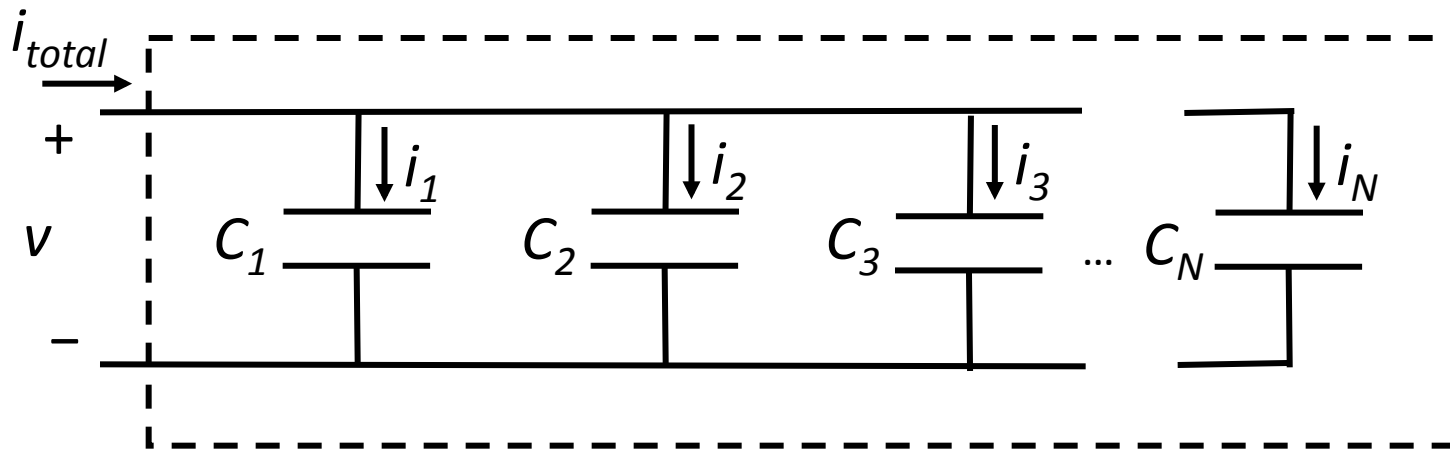 i_total
+
i_1
i_2
i_3
i_N
v
C_1
C_2
C_3
...
C_N
–